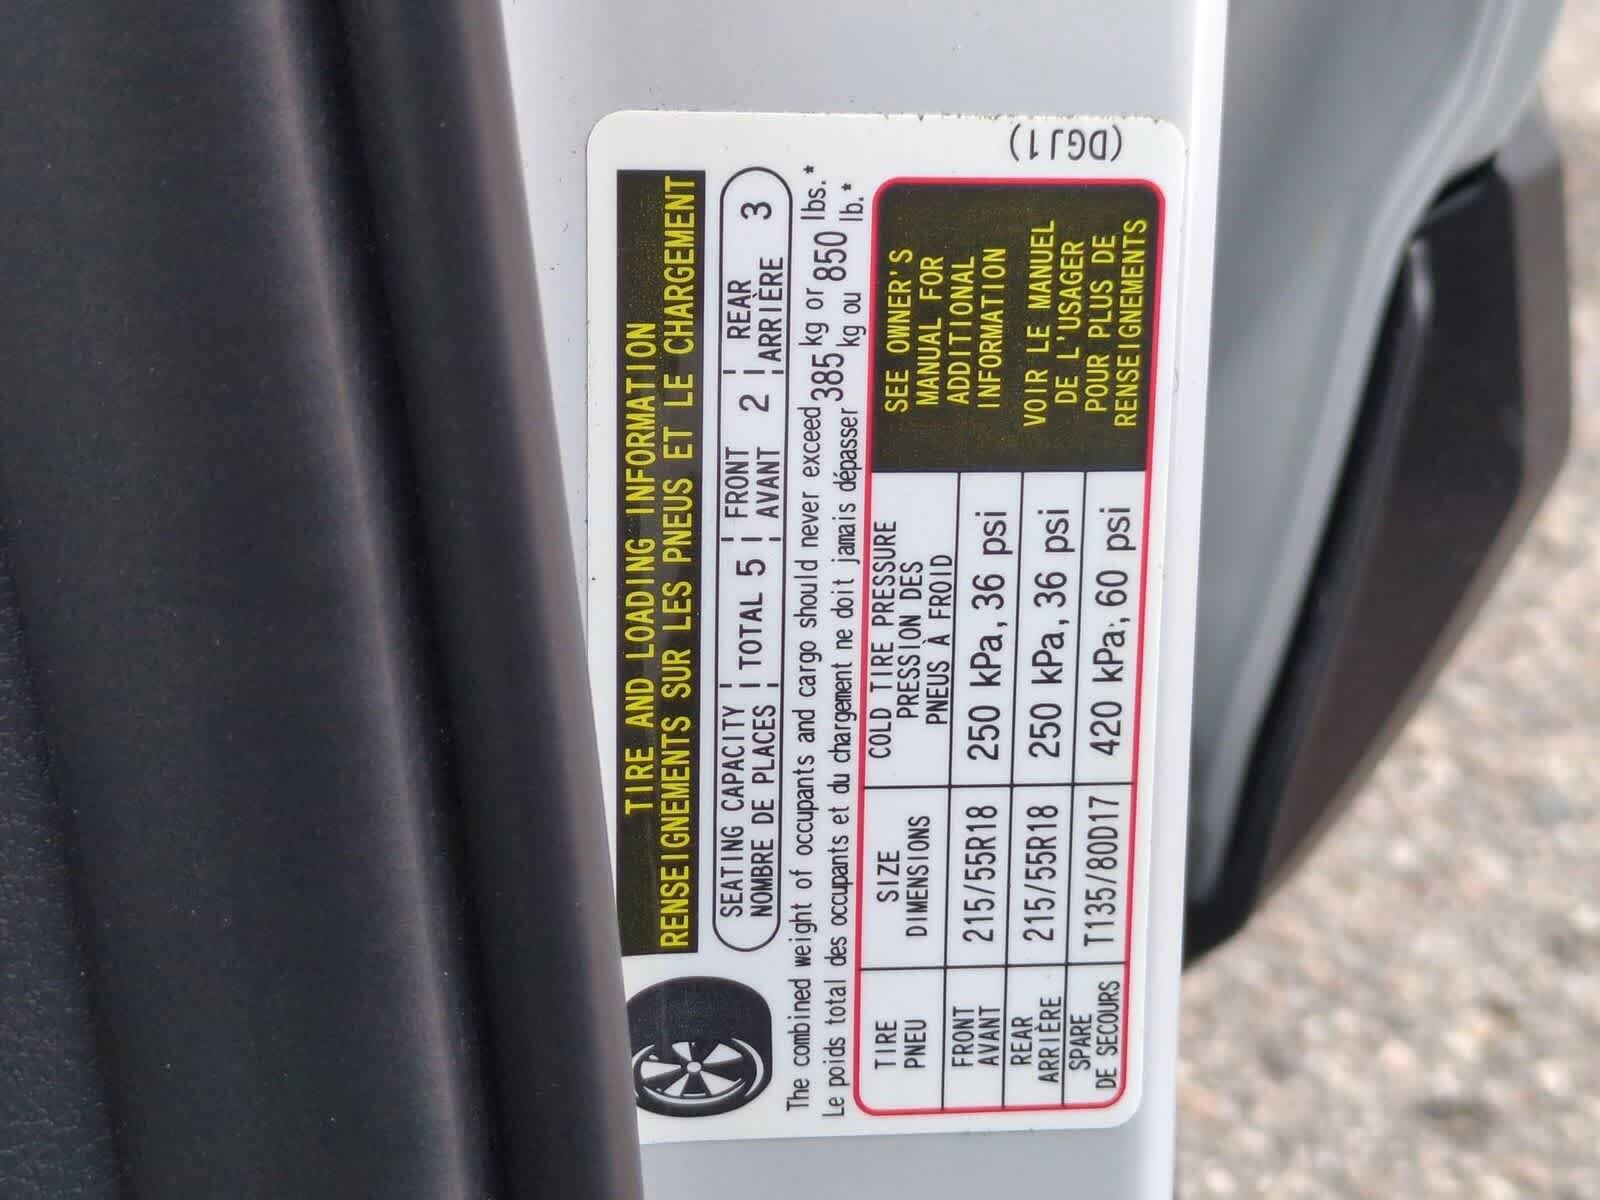 TIRE AND LOADING INFORMATION
RENSEIGNEMENTS SUR LES PNEUS ET LE CHARGEMENT
SEATING CAPACITY | TOTAL 5 | FRONT 2 | REAR 3
NOMBRE DE PLACES | AVANT | ARRIÈRE
The combined weight of occupants and cargo should never exceed 385 kg or 850 lbs.*
Le poids total des occupants et du chargement ne doit jamais dépasser kg ou lb.*
TIRE SIZE COLD TIRE PRESSURE
PNEU DIMENSIONS PRESSION DES
PNEUS À FROID
FRONT
AVANT 215/55R18 250 kPa, 36 psi
REAR
ARRIÈRE 215/55R18 250 kPa, 36 psi
SPARE
DE SECOURS T135/80D17 420 kPa, 60 psi
SEE OWNER'S
MANUAL FOR
ADDITIONAL
INFORMATION
VOIR LE MANUEL
DE L'USAGER
POUR PLUS DE
RENSEIGNEMENTS
(DGJ1)